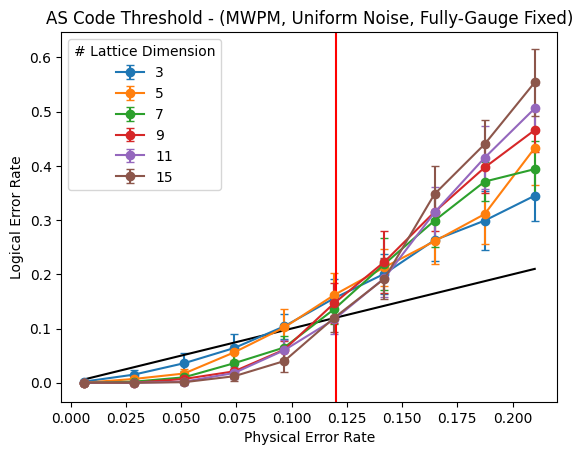 AS Code Threshold - (MWPM, Uniform Noise, Fully-Gauge Fixed)
# Lattice Dimension
3
5
7
9
11
15
Logical Error Rate
0.6
0.5
0.4
0.3
0.2
0.1
0.0
0.000 0.025 0.050 0.075 0.100 0.125 0.150 0.175 0.200
Physical Error Rate